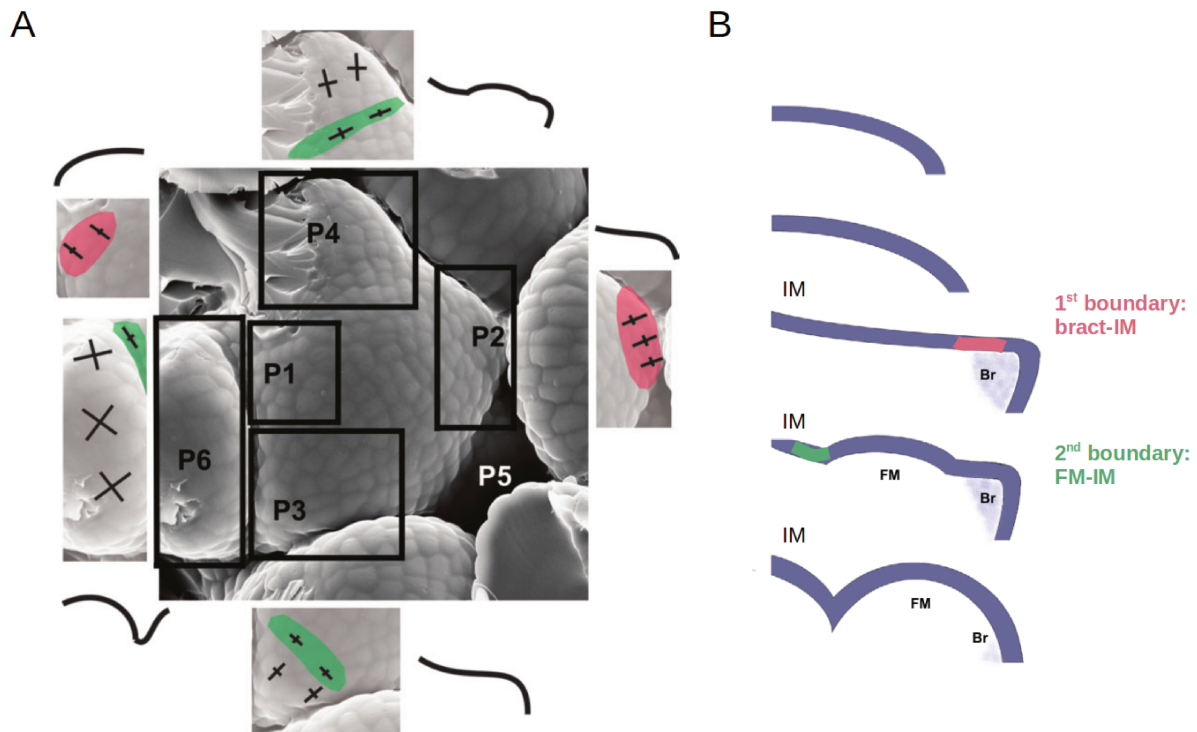 A
B
P4
P2
P1
P6
P5
P3
IM
1st boundary:
bract-IM
Br
IM
2nd boundary:
FM-IM
FM
Br
IM
FM
Br